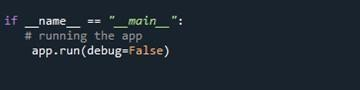 if __name__ == "__main__":
   # running the app
    app.run(debug=False)